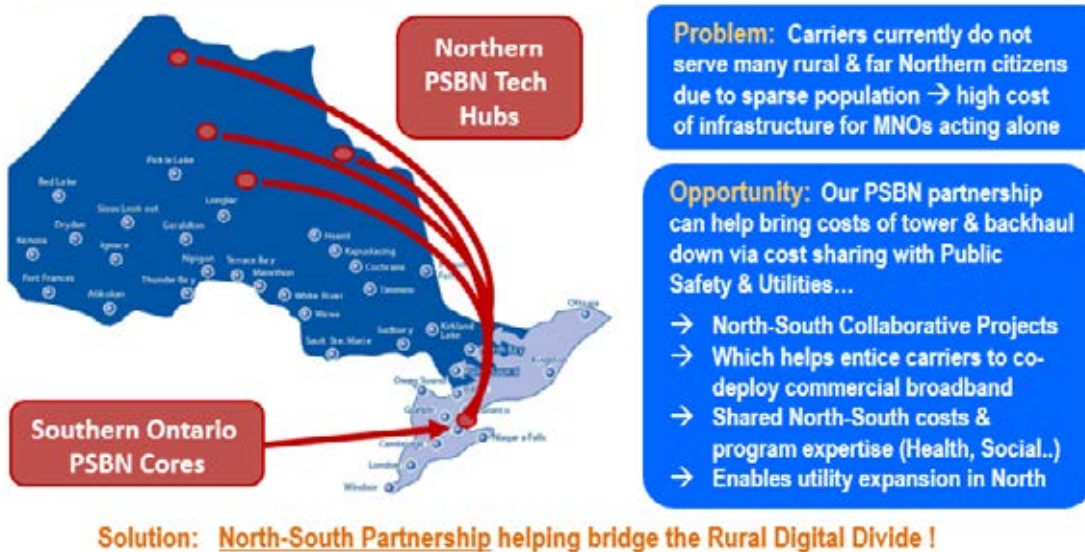 Northern
PSBN Tech
Hubs
Problem: Carriers currently do not
serve many rural & far Northern citizens
due to sparse population → high cost
of infrastructure for MNOs acting alone
Opportunity: Our PSBN partnership
can help bring costs of tower & backhaul
down via cost sharing with Public
Safety & Utilities...
→ North-South Collaborative Projects
→ Which helps entice carriers to co-
deploy commercial broadband
→ Shared North-South costs &
program expertise (Health, Social..)
→ Enables utility expansion in North
Pickle Lake
Red Lake
Sioux Look out
Longlac
Dryden
Geraldton
Kenora
Ignace
Hearst
Kapuskasing
Nipigon
Terrace Bay
Cochrane
Fort Frances
Thunder Bay
Marathon
Timmins
Atikokan
White River
Wawa
Ottawa
Kirkland
Lake
Sudbury
Sault Ste. Marie
Owen Sound
Niagara Falls
London
Windsor
Southern Ontario
PSBN Cores
Solution: North-South Partnership helping bridge the Rural Digital Divide !